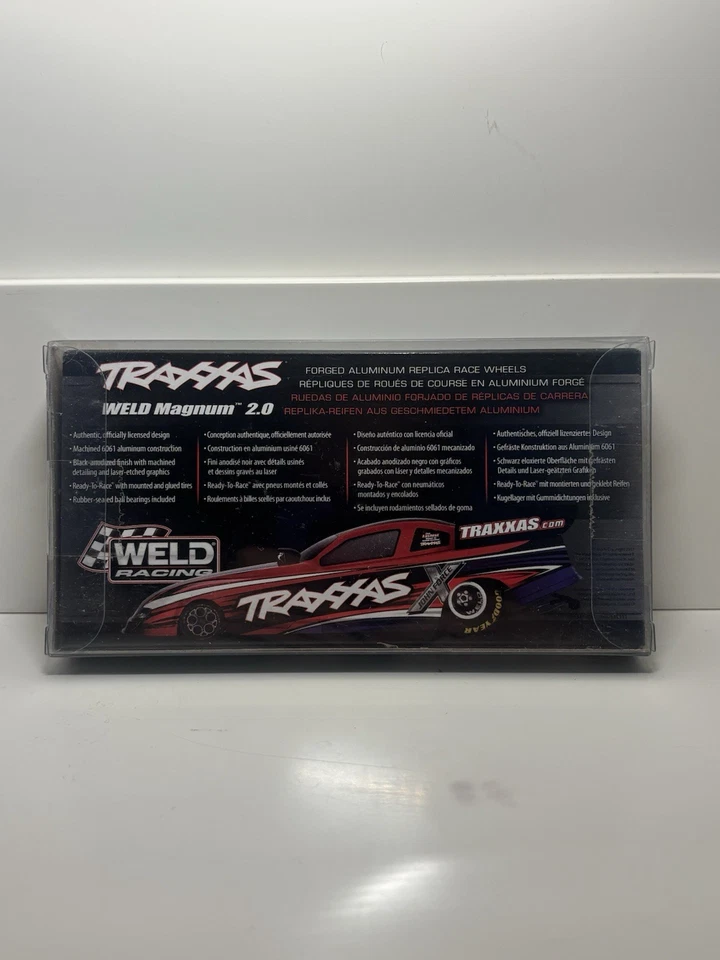 TRAXXAS
WELD Magnum™ 2.0
FORGED ALUMINUM REPLICA RACE WHEELS
RÉPLIQUES DE ROUES DE COURSE EN ALUMINIUM FORGÉ
RUEDAS DE ALUMINIO FORJADO DE RÉPLICAS DE CARRERA
REPLIKA-REIFEN AUS GESCHMIEDETEM ALUMINIUM
• Authentic, officially licensed design
• Machined 6061 aluminum construction
• Black-anodized finish with machined
detailing and laser-etched graphics
• Ready-To-Race™ with mounted and glued tires
• Rubber-sealed ball bearings included
• Conception authentique, officiellement autorisée
• Construction en aluminium usiné 6061
• Fini anodisé noir avec détails usinés
et dessins gravés au laser
• Ready-To-Race™ avec pneus montés et collés
• Roulements à billes scellés par caoutchouc inclus
• Diseño auténtico con licencia oficial
• Construcción de aluminio 6061 mecanizado
• Acabado anodizado negro con gráficos
grabados con láser y detalles mecanizados
• Ready-To-Race™ con neumáticos
montados y encolados
• Se incluyen rodamientos sellados de goma
• Authentisches, offiziell lizenziertes Design
• Gefräste Konstruktion aus Aluminium 6061
• Schwarz eloxierte Oberfläche mit gefrästen
Details und Laser-geätzten Grafiken
• Ready-To-Race™ mit montierten und geklebt Reifen
• Kugellager mit Gummidichtungen inklusive
WELD
RACING
TRAXXAS
JOHN FORCE
TRAXXAS.com
GOODYEAR